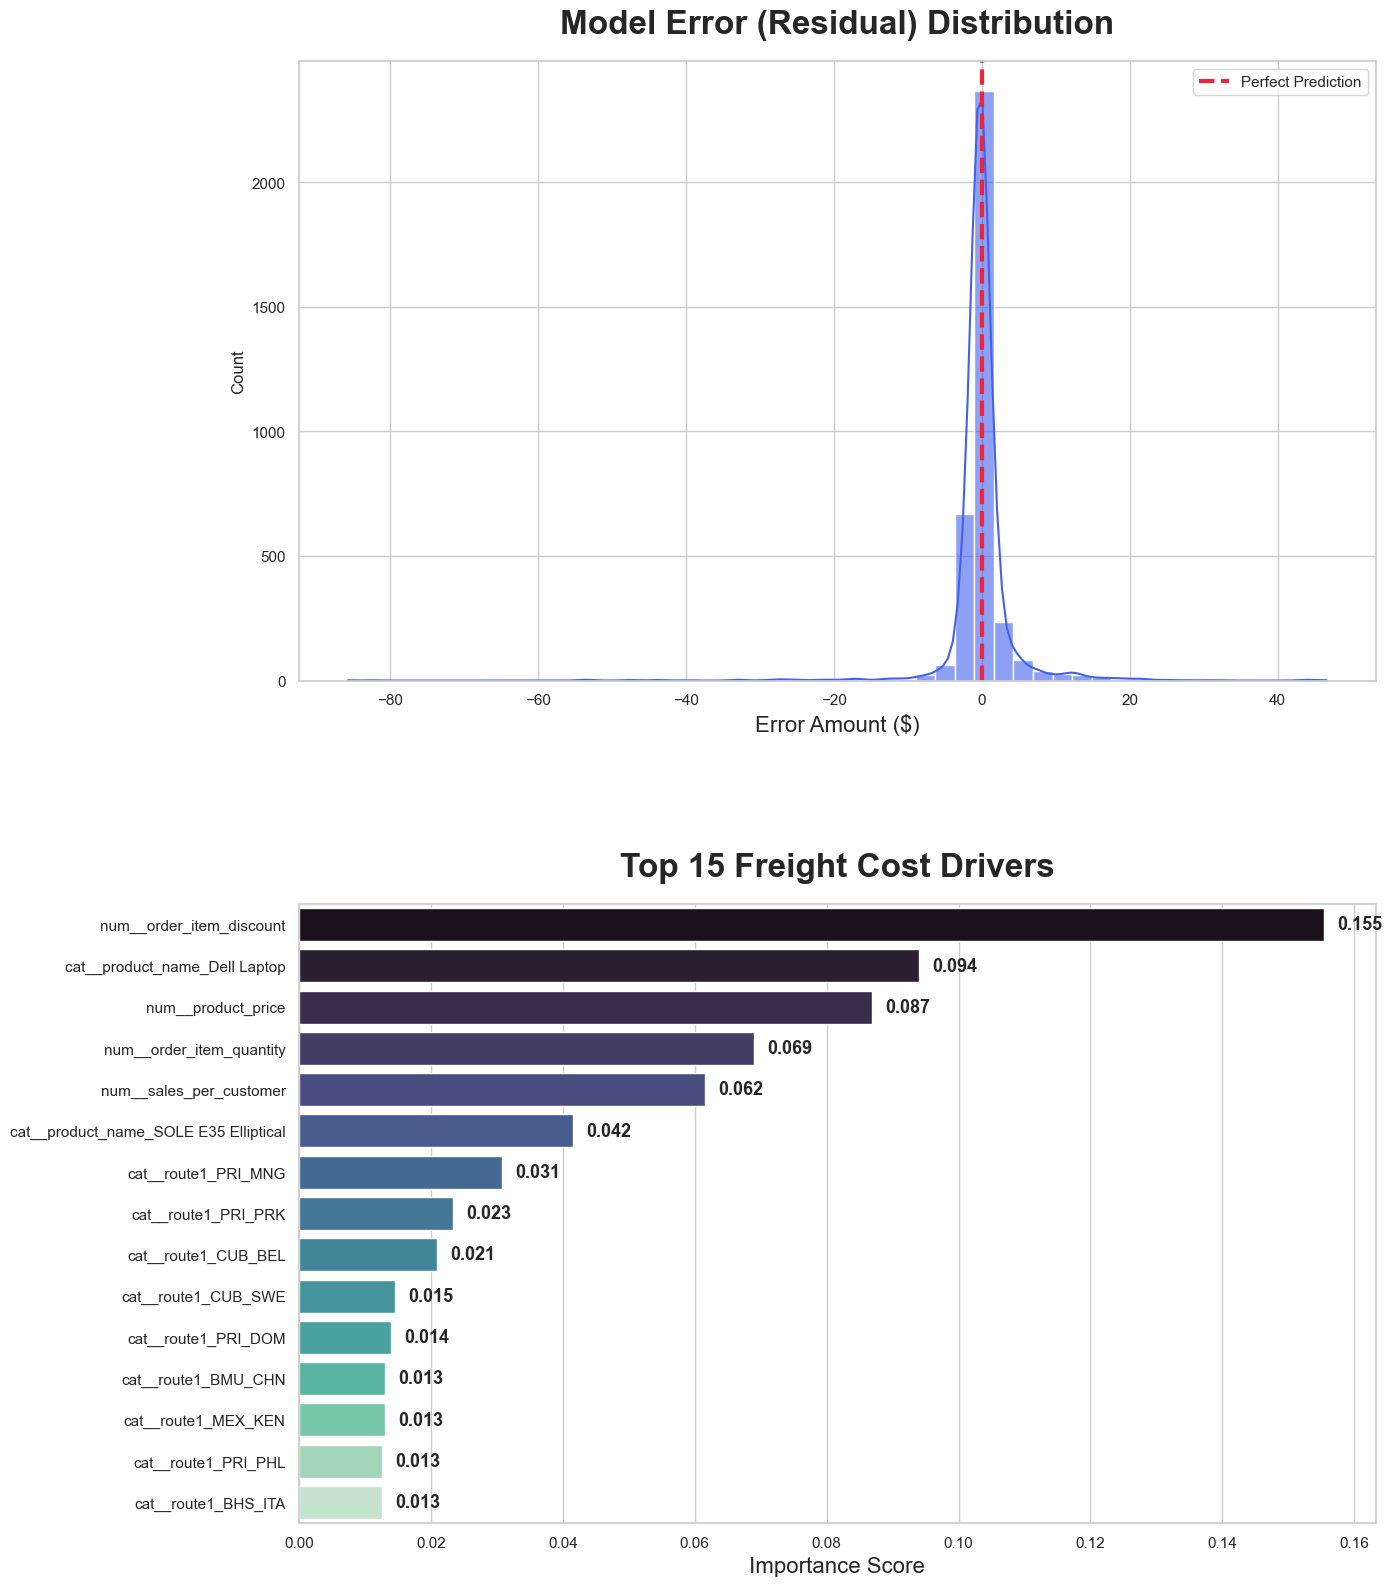 Model Error (Residual) Distribution
Perfect Prediction
Count
2000
1500
1000
500
0
−80 −60 −40 −20 0 20 40
Error Amount ($)
Top 15 Freight Cost Drivers
num__order_item_discount 0.155
cat__product_name_Dell Laptop 0.094
num__product_price 0.087
num__order_item_quantity 0.069
num__sales_per_customer 0.062
cat__product_name_SOLE E35 Elliptical 0.042
cat__route1_PRI_MNG 0.031
cat__route1_PRI_PRK 0.023
cat__route1_CUB_BEL 0.021
cat__route1_CUB_SWE 0.015
cat__route1_PRI_DOM 0.014
cat__route1_BMU_CHN 0.013
cat__route1_MEX_KEN 0.013
cat__route1_PRI_PHL 0.013
cat__route1_BHS_ITA 0.013
0.00 0.02 0.04 0.06 0.08 0.10 0.12 0.14 0.16
Importance Score